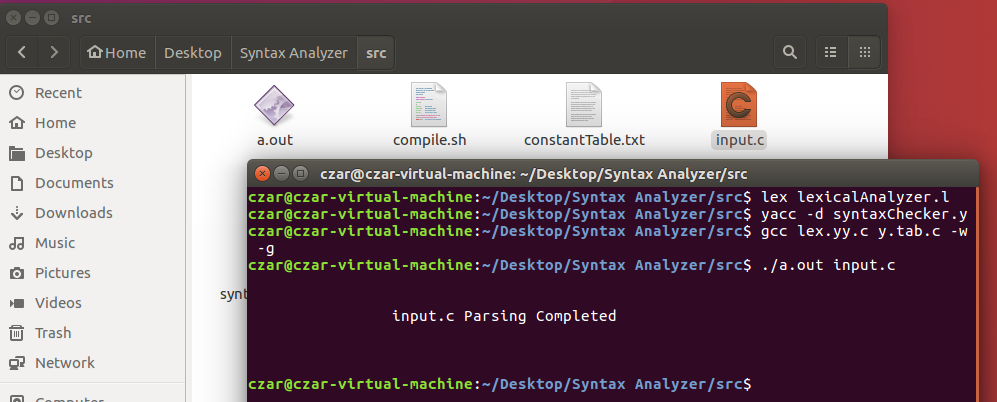 src
Home Desktop Syntax Analyzer src
Recent
Home
Desktop
Documents
Downloads
Music
Pictures
Videos
Trash
Network
Computer
a.out compile.sh constantTable.txt input.c
synt
czar@czar-virtual-machine: ~/Desktop/Syntax Analyzer/src
czar@czar-virtual-machine:~/Desktop/Syntax Analyzer/src$ lex lexicalAnalyzer.l
czar@czar-virtual-machine:~/Desktop/Syntax Analyzer/src$ yacc -d syntaxChecker.y
czar@czar-virtual-machine:~/Desktop/Syntax Analyzer/src$ gcc lex.yy.c y.tab.c -w
-g
czar@czar-virtual-machine:~/Desktop/Syntax Analyzer/src$ ./a.out input.c
input.c Parsing Completed
czar@czar-virtual-machine:~/Desktop/Syntax Analyzer/src$